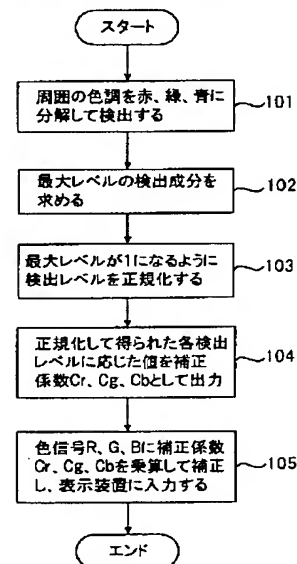 スタート
周囲の色調を赤、緑、青に
分解して検出する
101
最大レベルの検出成分を
求める
102
最大レベルが1になるように
検出レベルを正規化する
103
正規化して得られた各検出
レベルに応じた値を補正
係数Cr、Cg、Cbとして出力
104
色信号R、G、Bに補正係数
Cr、Cg、Cbを乗算して補正
し、表示装置に入力する
105
エンド